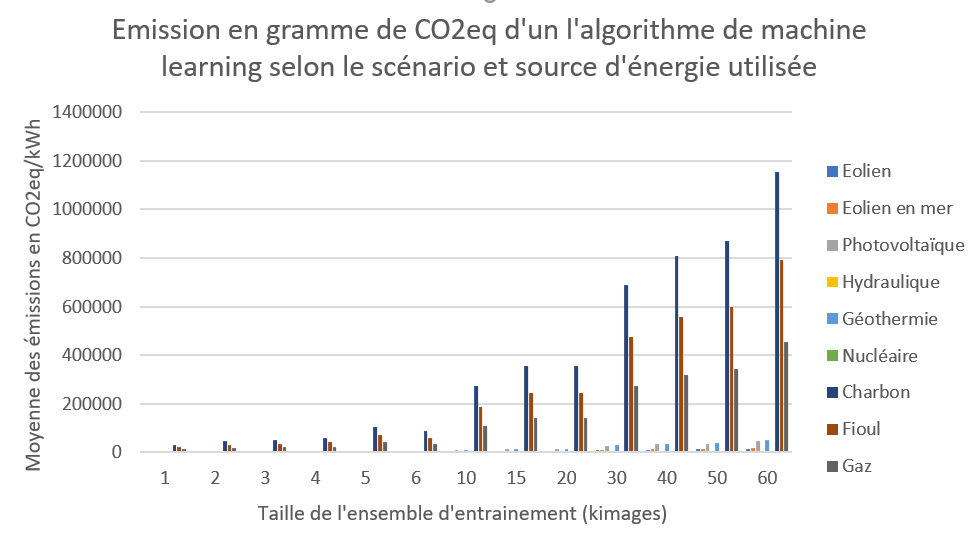 Emission en gramme de CO2eq d'un l'algorithme de machine
learning selon le scénario et source d'énergie utilisée
Moyenne des émissions en CO2eq/kWh
1400000
1200000
1000000
800000
600000
400000
200000
0
1 2 3 4 5 6 10 15 20 30 40 50 60
Taille de l'ensemble d'entrainement (kimages)
Eolien
Eolien en mer
Photovoltaïque
Hydraulique
Géothermie
Nucléaire
Charbon
Fioul
Gaz